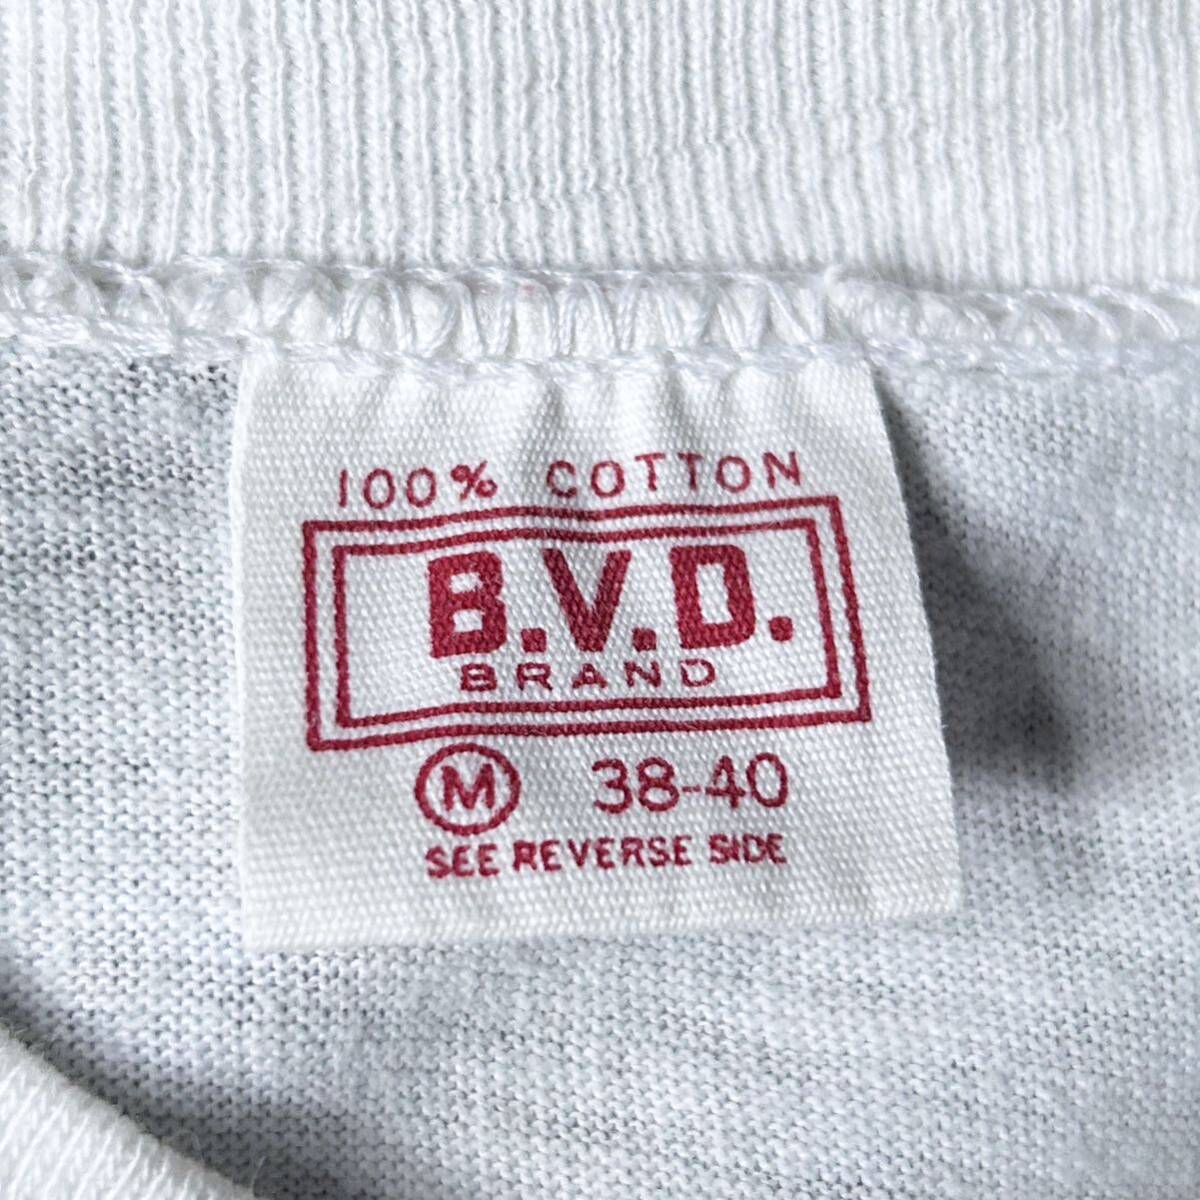 100% COTTON
B.V.D.
BRAND
M 38-40
SEE REVERSE SIDE